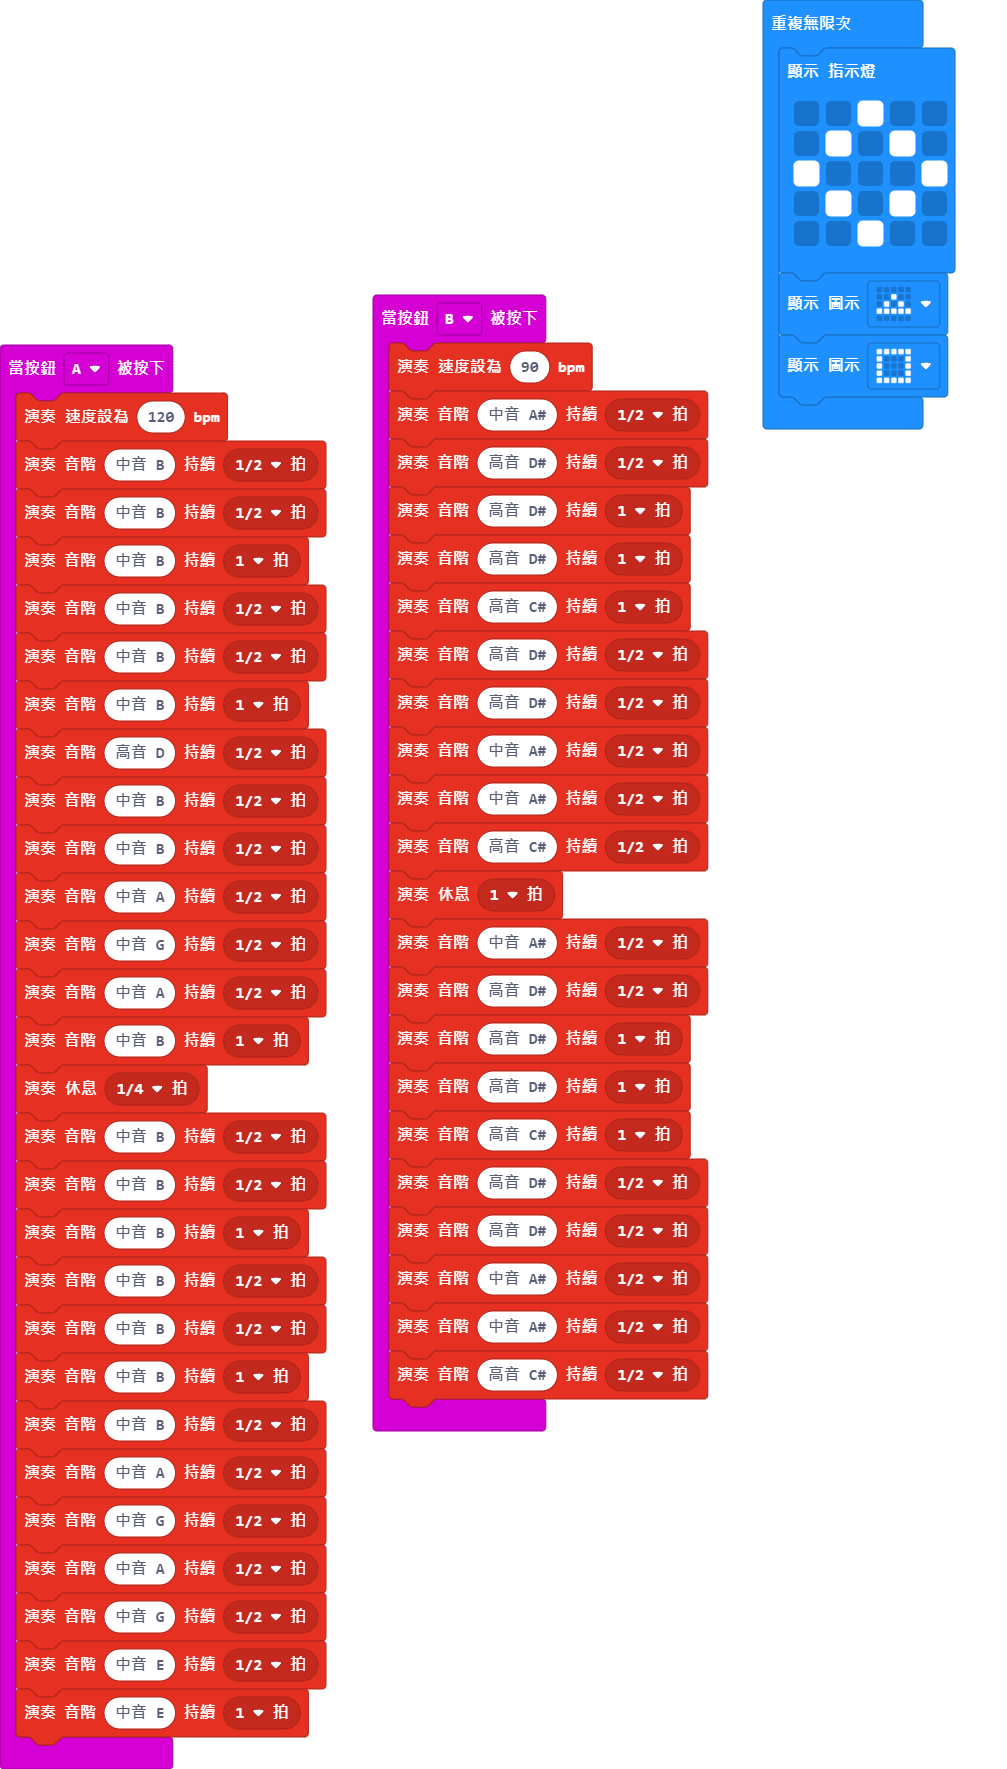 當按鈕 A 被按下
演奏 速度設為 120 bpm
演奏 音階 中音 B 持續 1/2 拍
演奏 音階 中音 B 持續 1/2 拍
演奏 音階 中音 B 持續 1 拍
演奏 音階 中音 B 持續 1/2 拍
演奏 音階 中音 B 持續 1/2 拍
演奏 音階 中音 B 持續 1 拍
演奏 音階 高音 D 持續 1/2 拍
演奏 音階 中音 B 持續 1/2 拍
演奏 音階 中音 B 持續 1/2 拍
演奏 音階 中音 A 持續 1/2 拍
演奏 音階 中音 G 持續 1/2 拍
演奏 音階 中音 A 持續 1/2 拍
演奏 音階 中音 B 持續 1 拍
演奏 休息 1/4 拍
演奏 音階 中音 B 持續 1/2 拍
演奏 音階 中音 B 持續 1/2 拍
演奏 音階 中音 B 持續 1 拍
演奏 音階 中音 B 持續 1/2 拍
演奏 音階 中音 B 持續 1/2 拍
演奏 音階 中音 B 持續 1 拍
演奏 音階 中音 B 持續 1/2 拍
演奏 音階 中音 A 持續 1/2 拍
演奏 音階 中音 G 持續 1/2 拍
演奏 音階 中音 A 持續 1/2 拍
演奏 音階 中音 G 持續 1/2 拍
演奏 音階 中音 E 持續 1/2 拍
演奏 音階 中音 E 持續 1 拍
當按鈕 B 被按下
演奏 速度設為 90 bpm
演奏 音階 中音 A# 持續 1/2 拍
演奏 音階 高音 D# 持續 1/2 拍
演奏 音階 高音 D# 持續 1 拍
演奏 音階 高音 D# 持續 1 拍
演奏 音階 高音 C# 持續 1 拍
演奏 音階 高音 D# 持續 1/2 拍
演奏 音階 高音 D# 持續 1/2 拍
演奏 音階 中音 A# 持續 1/2 拍
演奏 音階 中音 A# 持續 1/2 拍
演奏 音階 高音 C# 持續 1/2 拍
演奏 休息 1 拍
演奏 音階 中音 A# 持續 1/2 拍
演奏 音階 高音 D# 持續 1/2 拍
演奏 音階 高音 D# 持續 1 拍
演奏 音階 高音 D# 持續 1 拍
演奏 音階 高音 C# 持續 1 拍
演奏 音階 高音 D# 持續 1/2 拍
演奏 音階 高音 D# 持續 1/2 拍
演奏 音階 中音 A# 持續 1/2 拍
演奏 音階 中音 A# 持續 1/2 拍
演奏 音階 高音 C# 持續 1/2 拍
重複無限次
顯示 指示燈
顯示 圖示
顯示 圖示